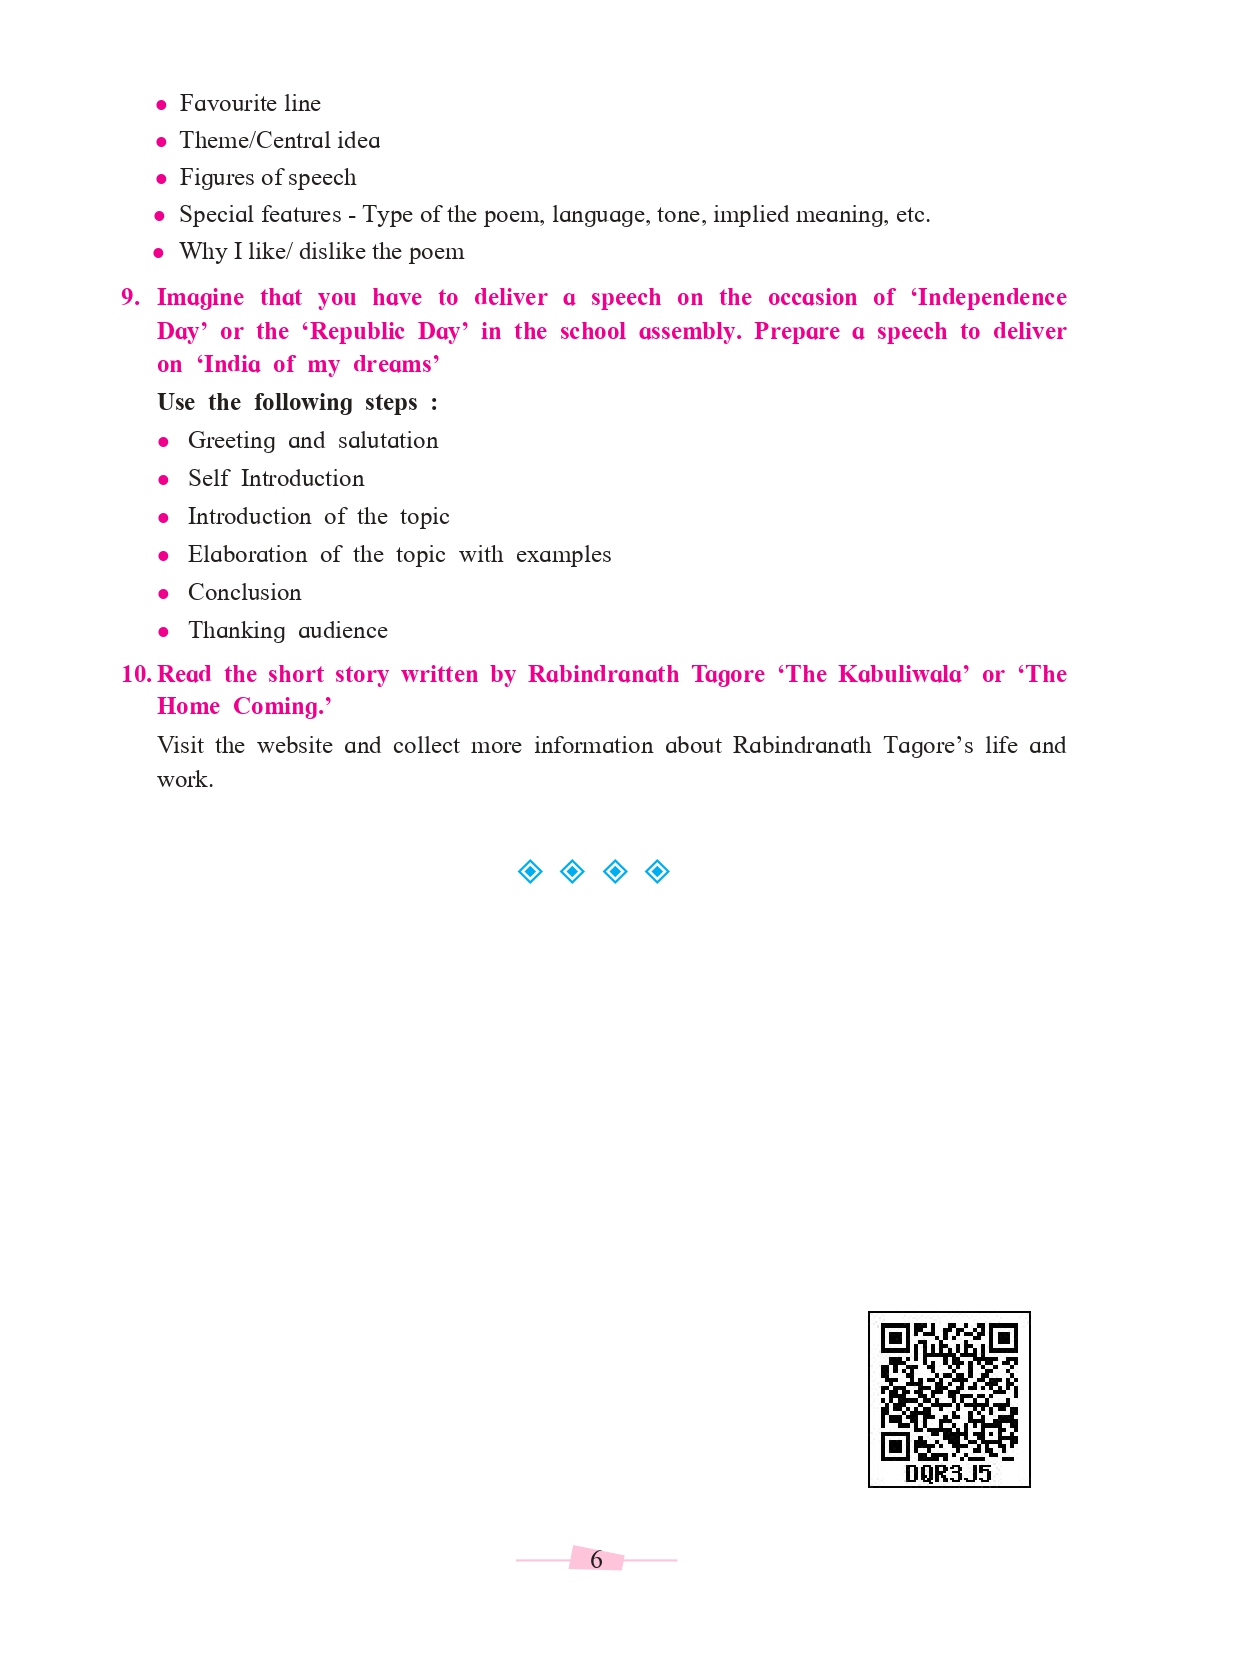 ● Favourite line
● Theme/Central idea
● Figures of speech
● Special features - Type of the poem, language, tone, implied meaning, etc.
● Why I like/ dislike the poem
9. Imagine that you have to deliver a speech on the occasion of ‘Independence
Day’ or the ‘Republic Day’ in the school assembly. Prepare a speech to deliver
on ‘India of my dreams’
Use the following steps :
● Greeting and salutation
● Self Introduction
● Introduction of the topic
● Elaboration of the topic with examples
● Conclusion
● Thanking audience
10. Read the short story written by Rabindranath Tagore ‘The Kabuliwala’ or ‘The
Home Coming.’
Visit the website and collect more information about Rabindranath Tagore’s life and
work.
DQR3J5
6